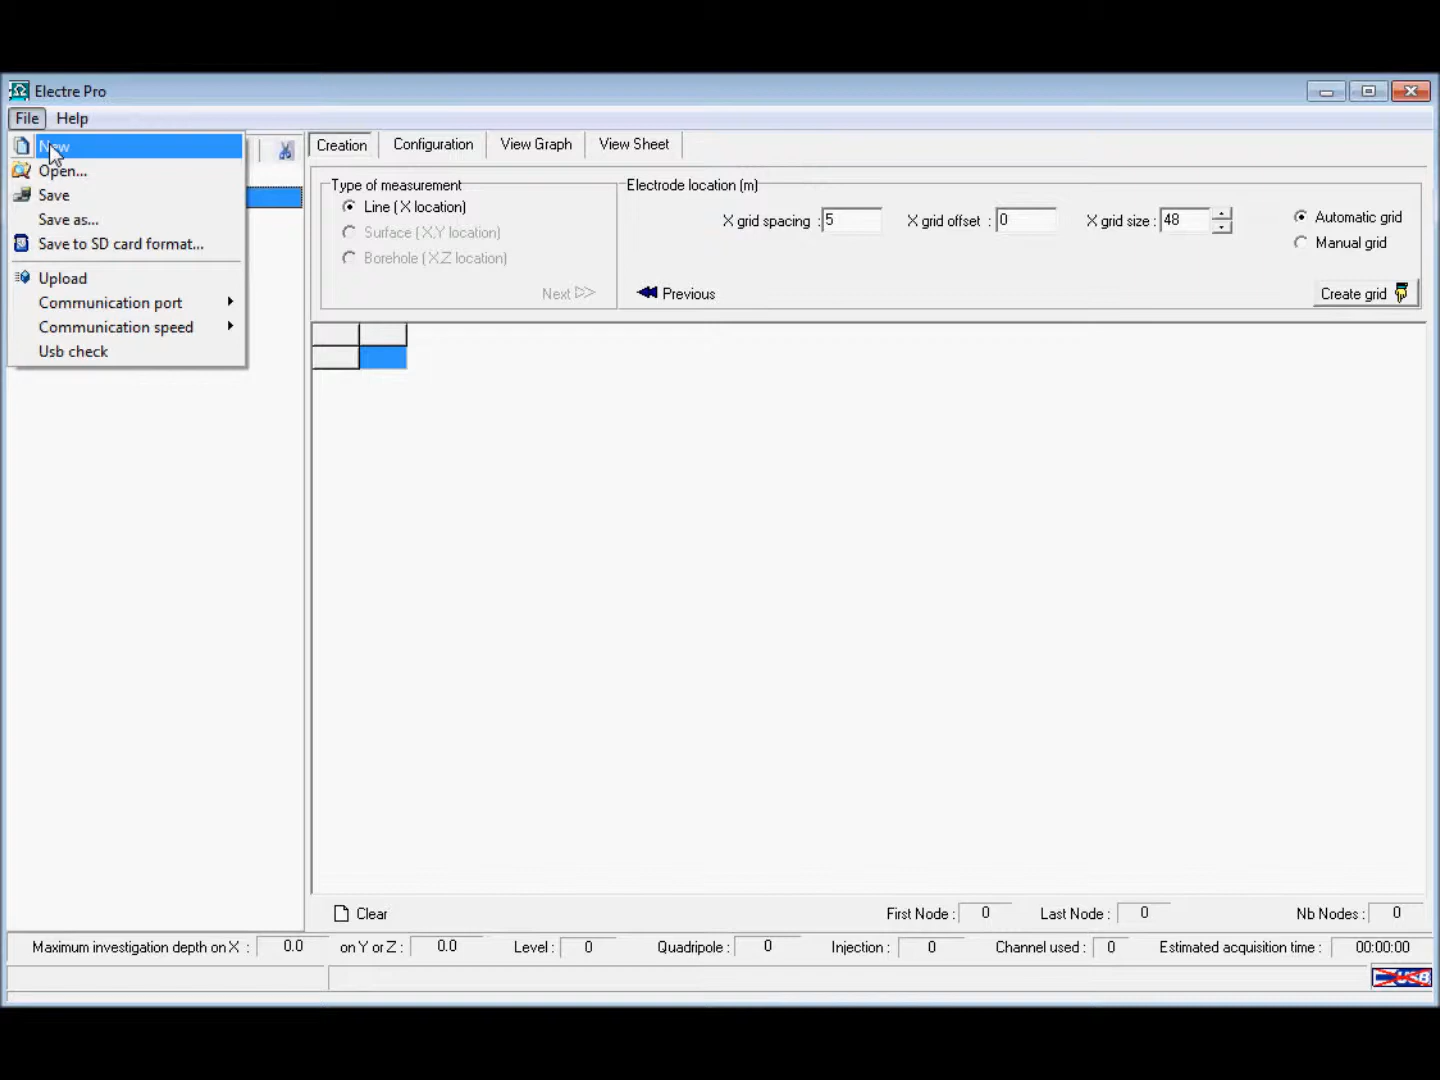 Electre Pro
File Help
New
Open...
Save
Save as...
Save to SD card format...
Upload
Communication port
Communication speed
Usb check
Creation Configuration View Graph View Sheet
Type of measurement
Line (X location)
Surface (X,Y location)
Borehole (X,Z location)
Next
Electrode location (m)
X grid spacing : 5 X grid offset : 0 X grid size : 48
Automatic grid
Manual grid
Previous
Create grid
Clear First Node : 0 Last Node : 0 Nb Nodes : 0
Maximum investigation depth on X : 0.0 on Y or Z : 0.0 Level : 0 Quadripole : 0 Injection : 0 Channel used : 0 Estimated acquisition time : 00:00:00
USB